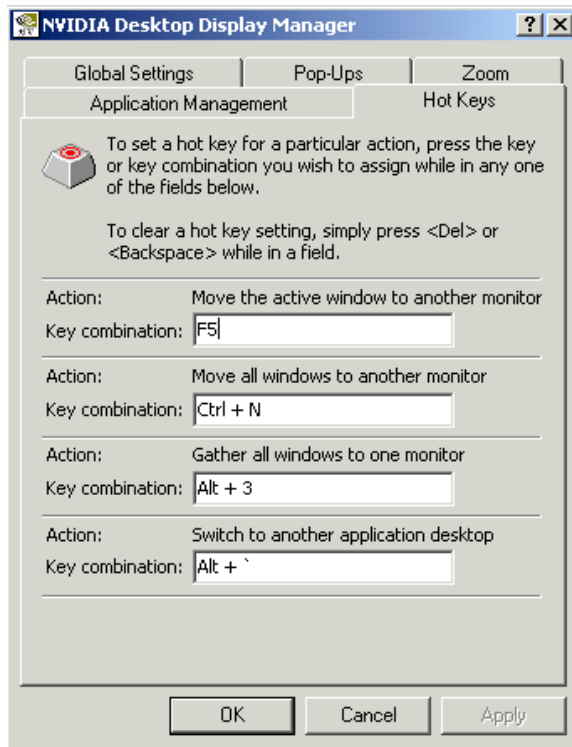 NVIDIA Desktop Display Manager
Global Settings
Pop-Ups
Zoom
Application Management
Hot Keys
To set a hot key for a particular action, press the key
or key combination you wish to assign while in any one
of the fields below.
To clear a hot key setting, simply press <Del> or
<Backspace> while in a field.
Action: Move the active window to another monitor
Key combination: F5
Action: Move all windows to another monitor
Key combination: Ctrl + N
Action: Gather all windows to one monitor
Key combination: Alt + 3
Action: Switch to another application desktop
Key combination: Alt + `
OK
Cancel
Apply